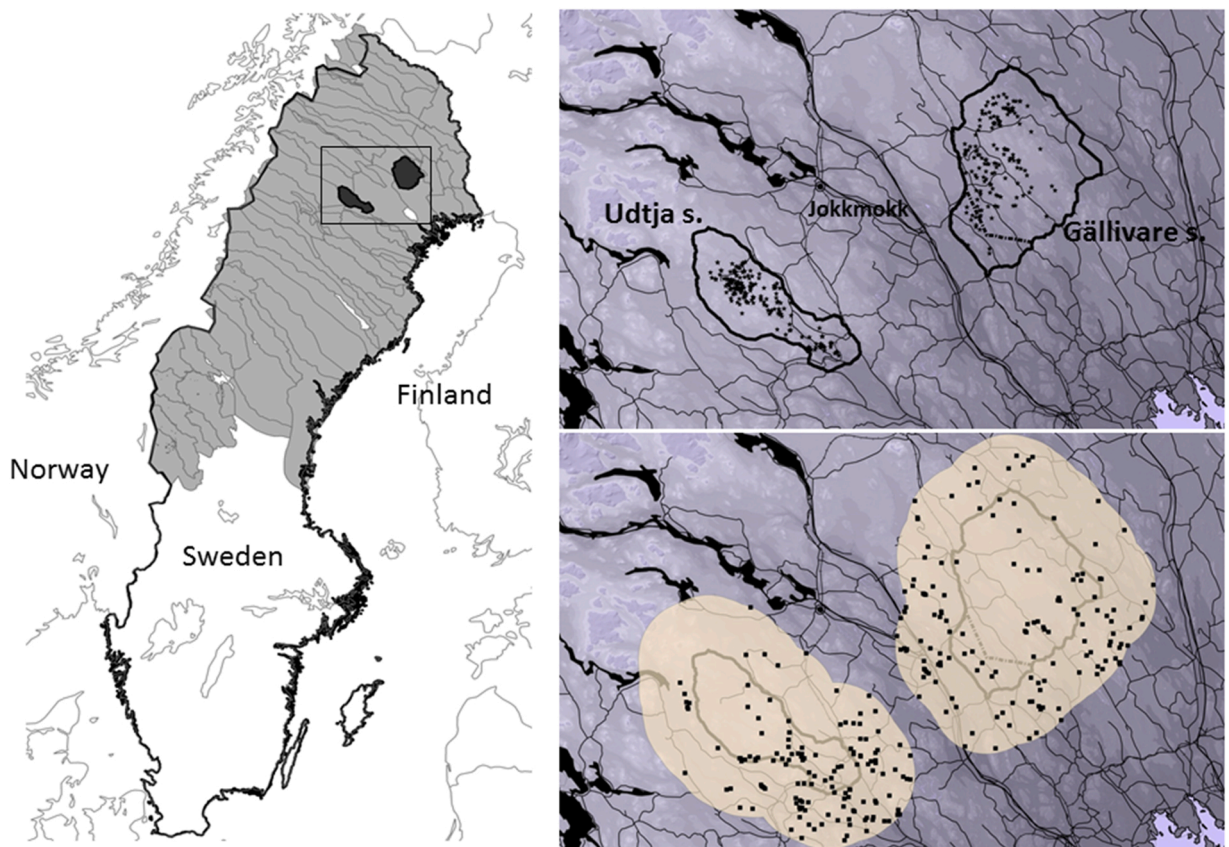 Norway
Sweden
Finland
Udtja s.
Jokkmokk
Gällivare s.